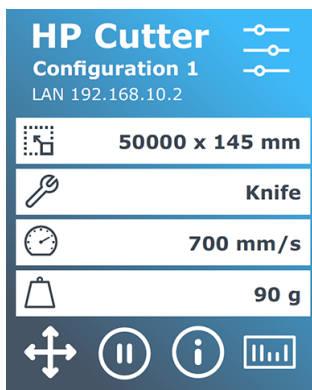 HP Cutter
Configuration 1
LAN 192.168.10.2
50000 x 145 mm
Knife
700 mm/s
90 g